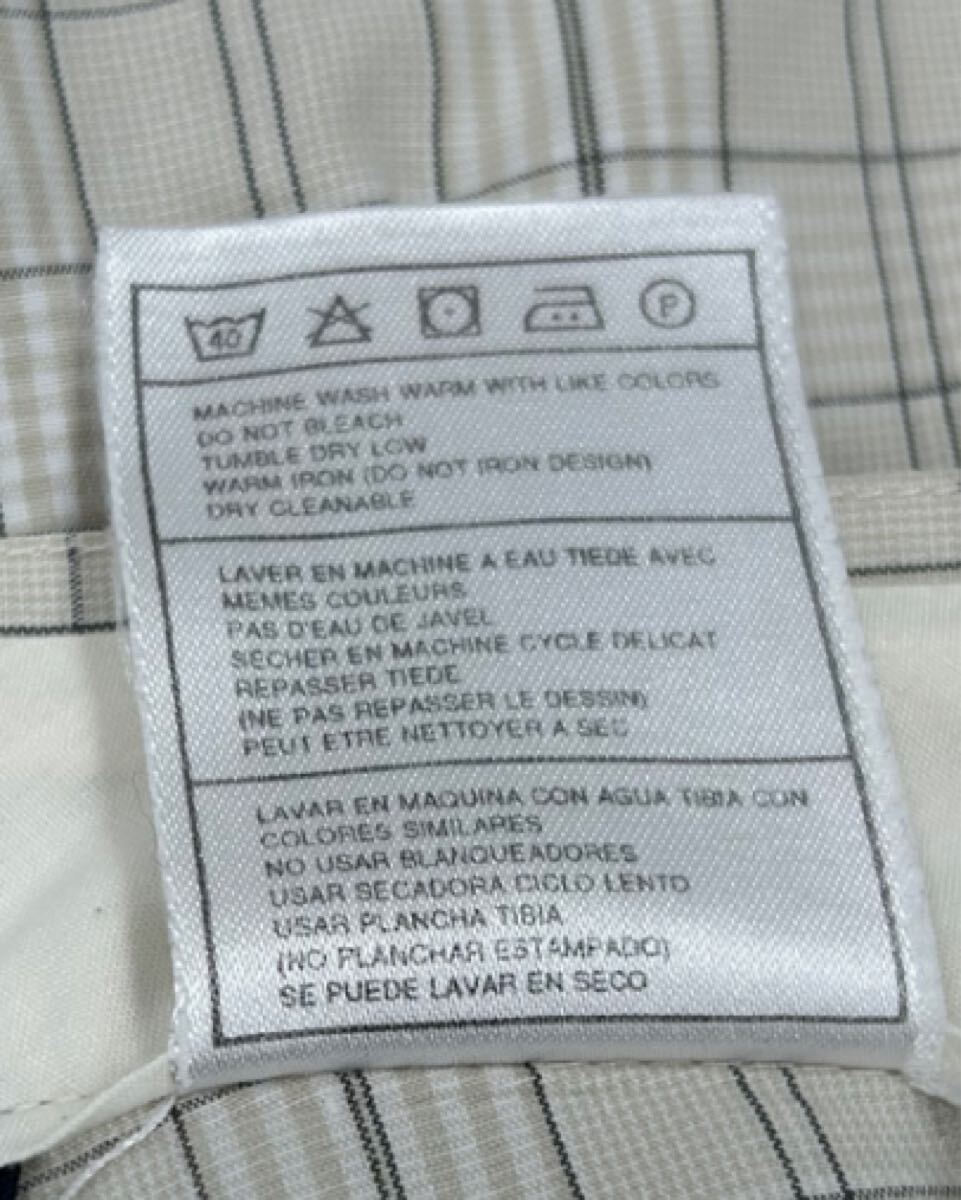 40
P
MACHINE WASH WARM WITH LIKE COLORS
DO NOT BLEACH
TUMBLE DRY LOW
WARM IRON (DO NOT IRON DESIGN)
DRY CLEANABLE
LAVER EN MACHINE A EAU TIEDE AVEC
MEMES COULEURS
PAS D'EAU DE JAVEL
SECHER EN MACHINE CYCLE DELICAT
REPASSER TIEDE
(NE PAS REPASSER LE DESSIN)
PEUT ETRE NETTOYER A SEC
LAVAR EN MAQUINA CON AGUA TIBIA CON
COLORES SIMILARES
NO USAR BLANQUEADORES
USAR SECADORA CICLO LENTO
USAR PLANCHA TIBIA
(NO PLANCHAR ESTAMPADO)
SE PUEDE LAVAR EN SECO